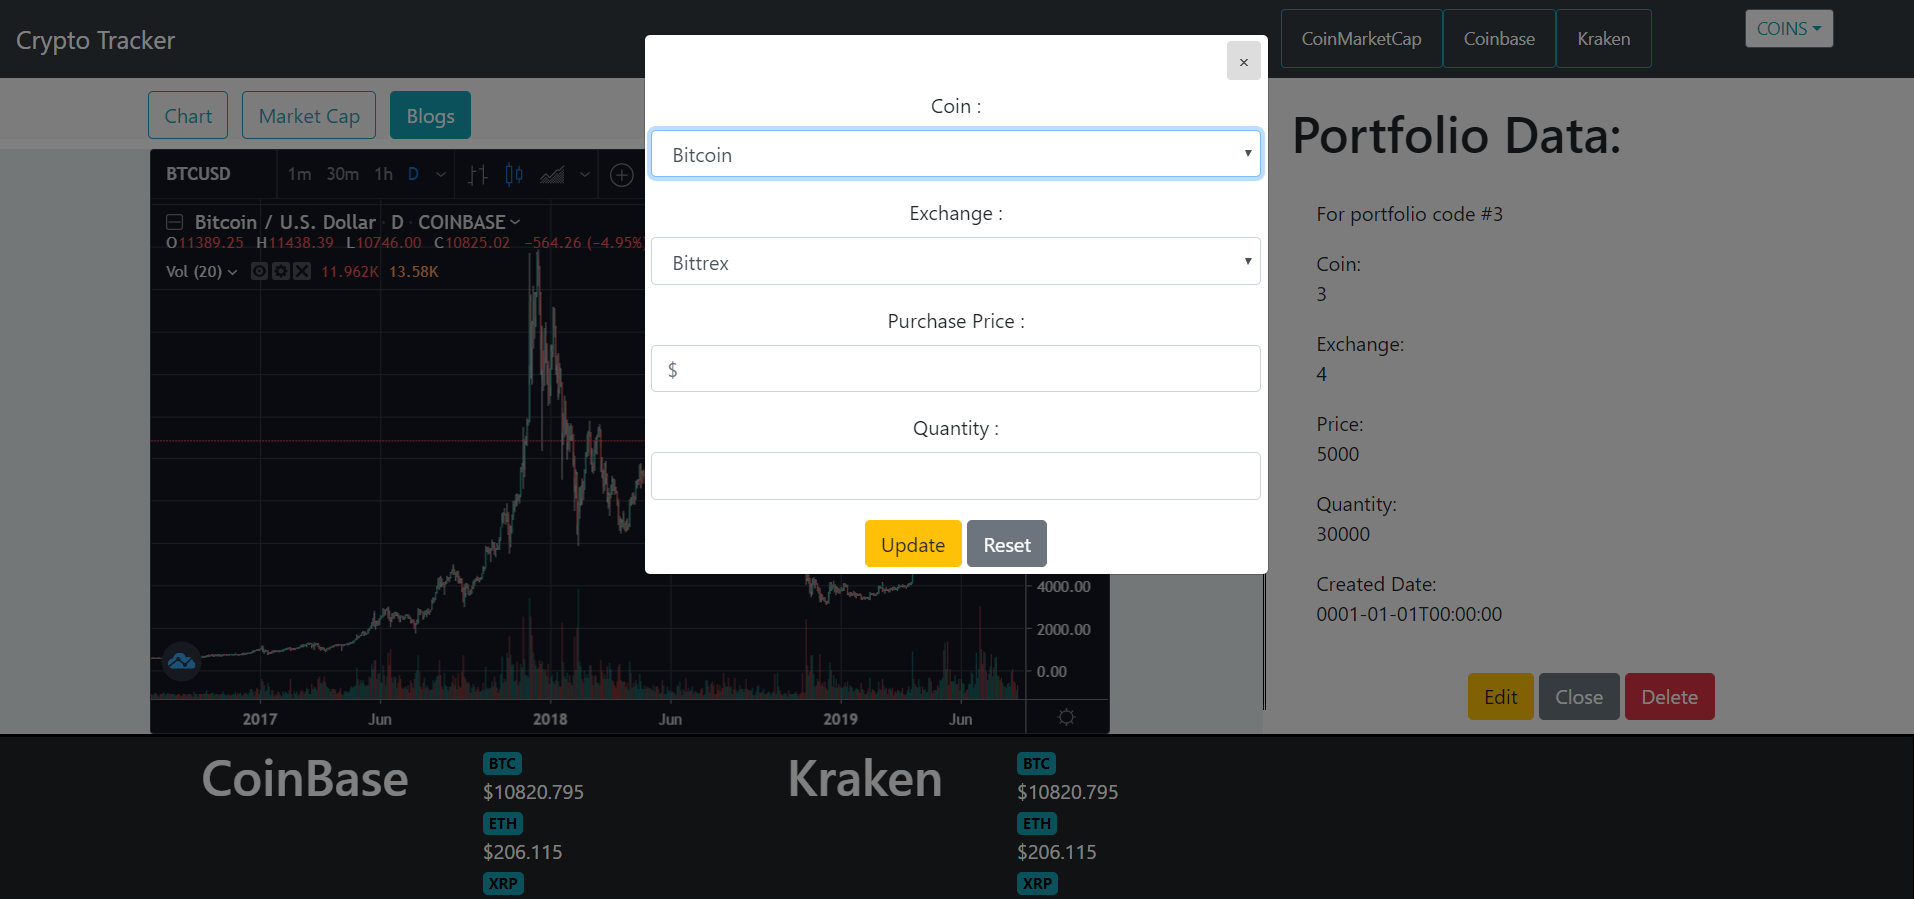 Crypto Tracker
CoinMarketCap Coinbase Kraken
COINS
×
Chart Market Cap Blogs
Coin :
Bitcoin
Exchange :
Bittrex
Purchase Price :
$
Quantity :
Update Reset
BTCUSD 1m 30m 1h D
Bitcoin / U.S. Dollar D COINBASE
O11389.25 H11438.39 L10746.00 C10825.02 −564.26 (−4.95%
Vol (20) 11.962K 13.58K
4000.00
2000.00
0.00
2017 Jun 2018 Jun 2019 Jun
Portfolio Data:
For portfolio code #3
Coin:
3
Exchange:
4
Price:
5000
Quantity:
30000
Created Date:
0001-01-01T00:00:00
Edit Close Delete
CoinBase
BTC
$10820.795
ETH
$206.115
XRP
Kraken
BTC
$10820.795
ETH
$206.115
XRP